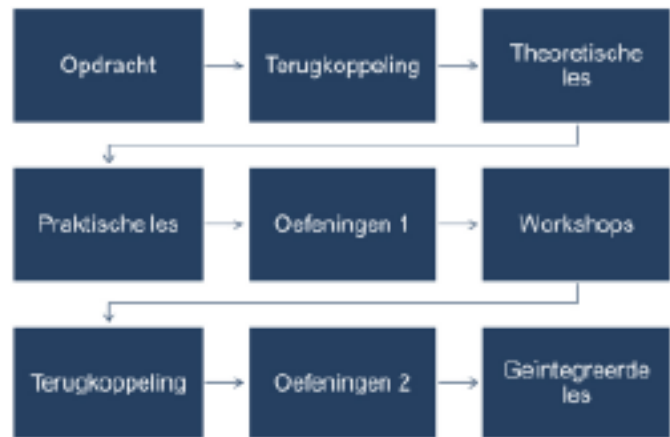 Opdracht
Terugkoppeling
Theoretische
les
Praktische les
Oefeningen 1
Workshops
Terugkoppeling
Oefeningen 2
Geïntegreerde
les